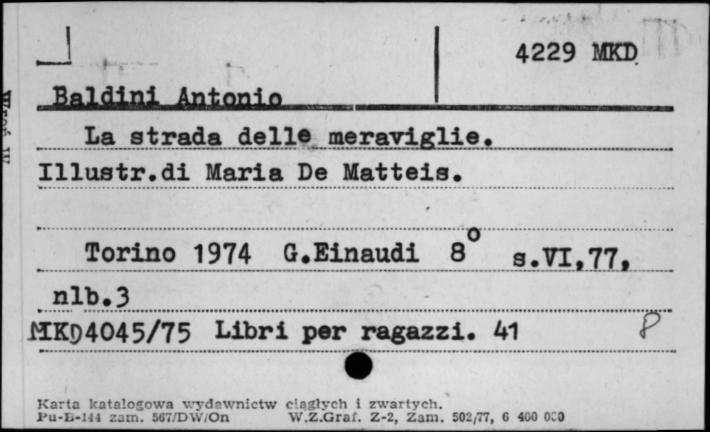 4229 MKD
Baldini Antonio
La strada delle meraviglie.
Illustr.di Maria De Matteis.
Torino 1974 G.Einaudi 8° s.VI,77,
nlb.3
MKD4045/75 Libri per ragazzi. 41
Karta katalogowa wydawnictw ciągłych i zwartych.
Pu-B-144 zam. 567/DW/On W.Z.Graf. Z-2, Zam. 502/77, 6 400 000